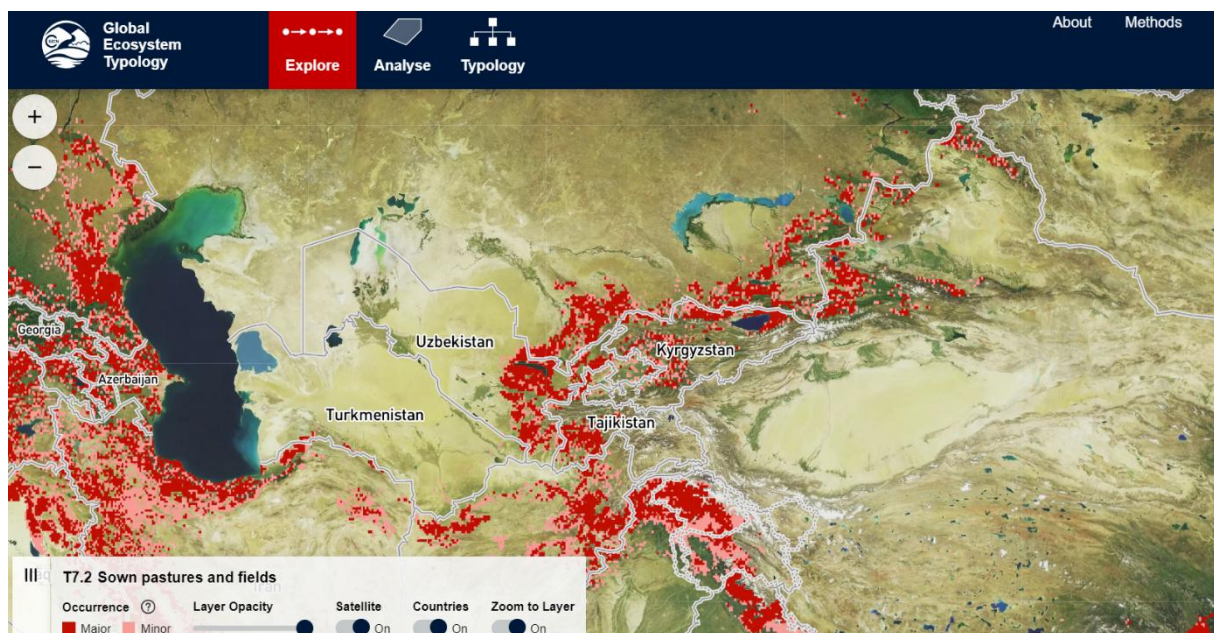 Global
Ecosystem
Typology
Explore
Analyse
Typology
About
Methods
+
−
Georgia
Azerbaijan
Uzbekistan
Turkmenistan
Kyrgyzstan
Tajikistan
Iran
T7.2 Sown pastures and fields
Occurrence ? Layer Opacity Satellite Countries Zoom to Layer
Major Minor On On On